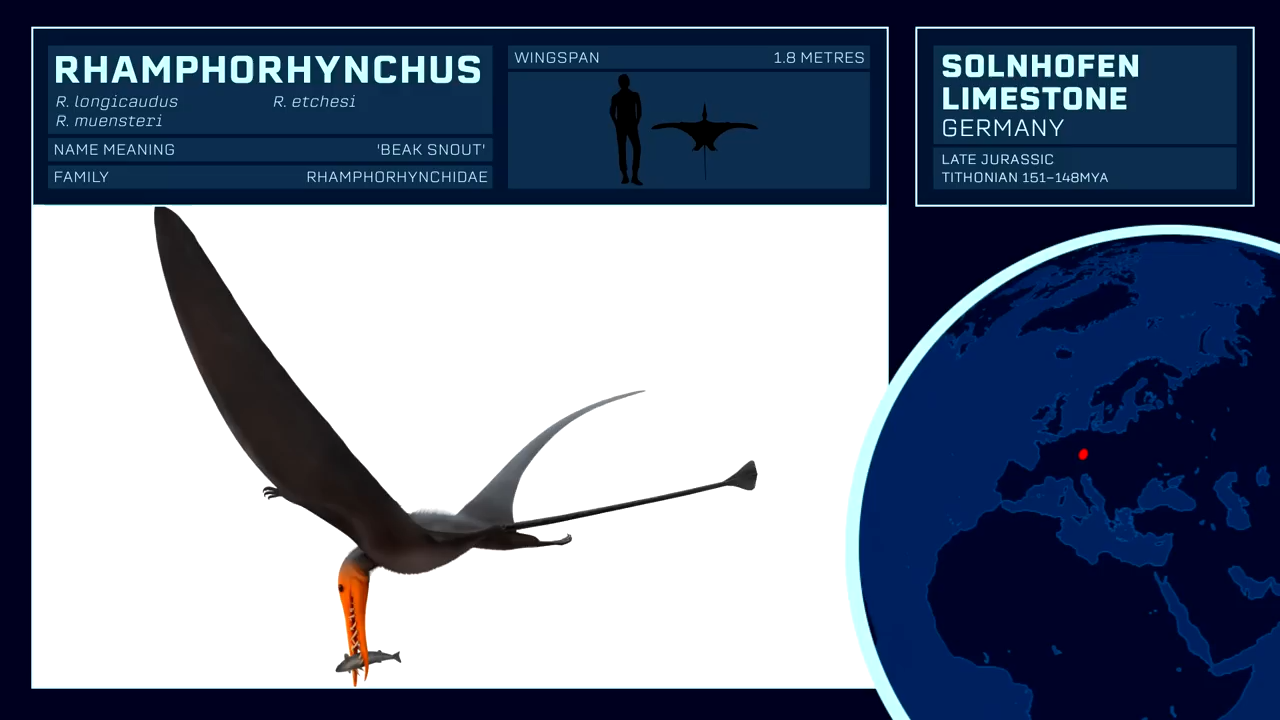 RHAMPHORHYNCHUS
R. longicaudus R. etchesi
R. muensteri
NAME MEANING 'BEAK SNOUT'
FAMILY RHAMPHORHYNCHIDAE
WINGSPAN 1.8 METRES
SOLNHOFEN
LIMESTONE
GERMANY
LATE JURASSIC
TITHONIAN 151–148MYA